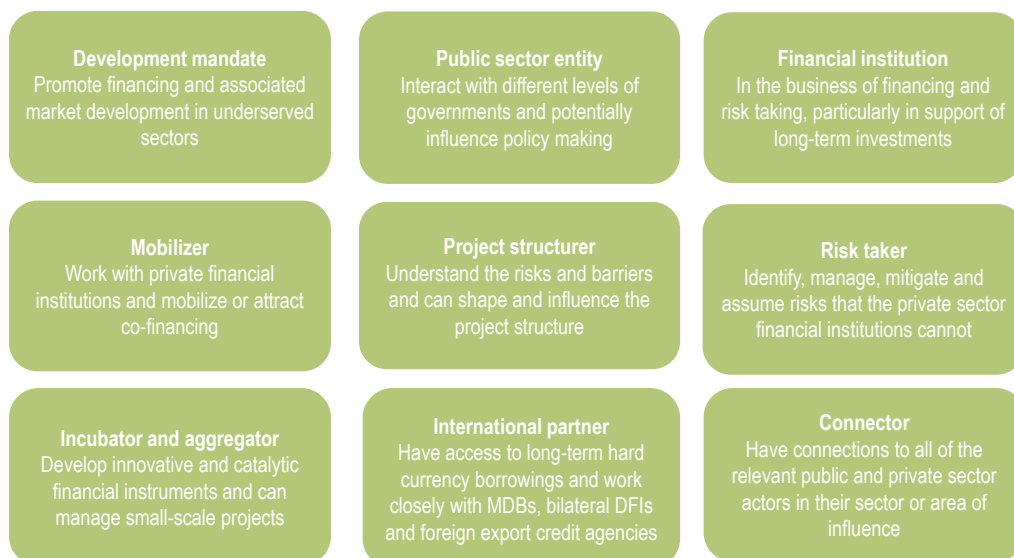 Development mandate
Promote financing and associated
market development in underserved
sectors
Public sector entity
Interact with different levels of
governments and potentially
influence policy making
Financial institution
In the business of financing and
risk taking, particularly in support of
long-term investments
Mobilizer
Work with private financial
institutions and mobilize or attract
co-financing
Project structurer
Understand the risks and barriers
and can shape and influence the
project structure
Risk taker
Identify, manage, mitigate and
assume risks that the private sector
financial institutions cannot
Incubator and aggregator
Develop innovative and catalytic
financial instruments and can
manage small-scale projects
International partner
Have access to long-term hard
currency borrowings and work
closely with MDBs, bilateral DFIs
and foreign export credit agencies
Connector
Have connections to all of the
relevant public and private sector
actors in their sector or area of
influence